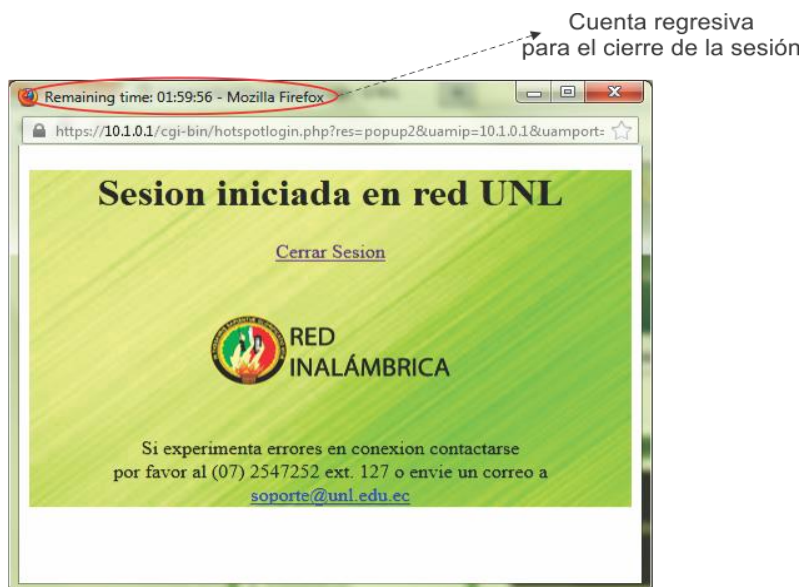 Cuenta regresiva
para el cierre de la sesión
Remaining time: 01:59:56 - Mozilla Firefox
https://10.1.0.1/cgi-bin/hotspotlogin.php?res=popup2&uamip=10.1.0.1&uamport=
Sesion iniciada en red UNL
Cerrar Sesion
RED
INALÁMBRICA
Si experimenta errores en conexion contactarse
por favor al (07) 2547252 ext. 127 o envie un correo a
soporte@unl.edu.ec